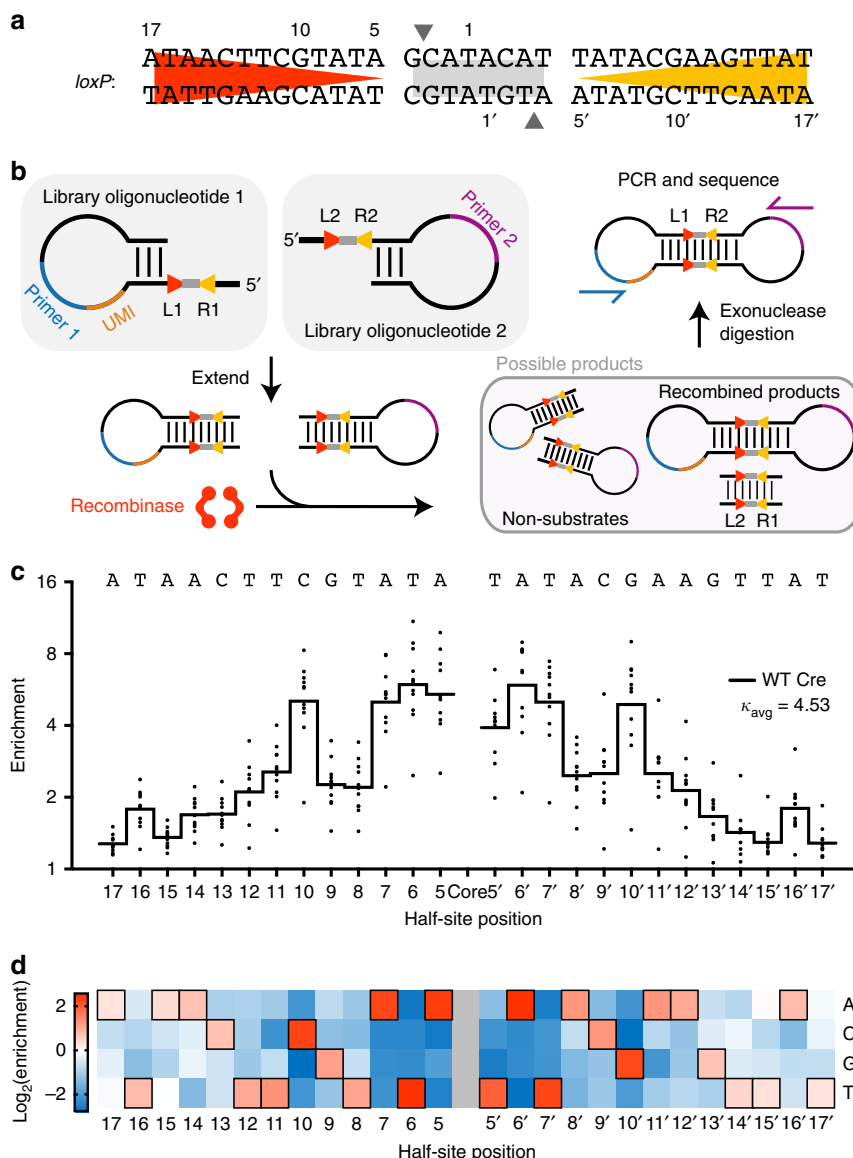 a
17 10 5 1
ATAACTTCGTATA GCATACAT TATACGAAGTTAT
loxP:
TATTGAAGCATAT CGTATGTA ATATGCTTCAATA
1′ 5′ 10′ 17′
b
Library oligonucleotide 1
Primer 1
UMI
L1 R1
5′
L2 R2
5′
Primer 2
Library oligonucleotide 2
PCR and sequence
L1 R2
Exonuclease
digestion
Extend
Recombinase
Possible products
Recombined products
Non-substrates
L2 R1
c
A T A A C T T C G T A T A T A T A C G A A G T T A T
Enrichment
16
8
4
2
1
WT Cre
κavg = 4.53
17 16 15 14 13 12 11 10 9 8 7 6 5 Core 5′ 6′ 7′ 8′ 9′ 10′ 11′ 12′ 13′ 14′ 15′ 16′ 17′
Half-site position
d
Log2(enrichment)
2
0
−2
A
C
G
T
17 16 15 14 13 12 11 10 9 8 7 6 5 5′ 6′ 7′ 8′ 9′ 10′ 11′ 12′ 13′ 14′ 15′ 16′ 17′
Half-site position